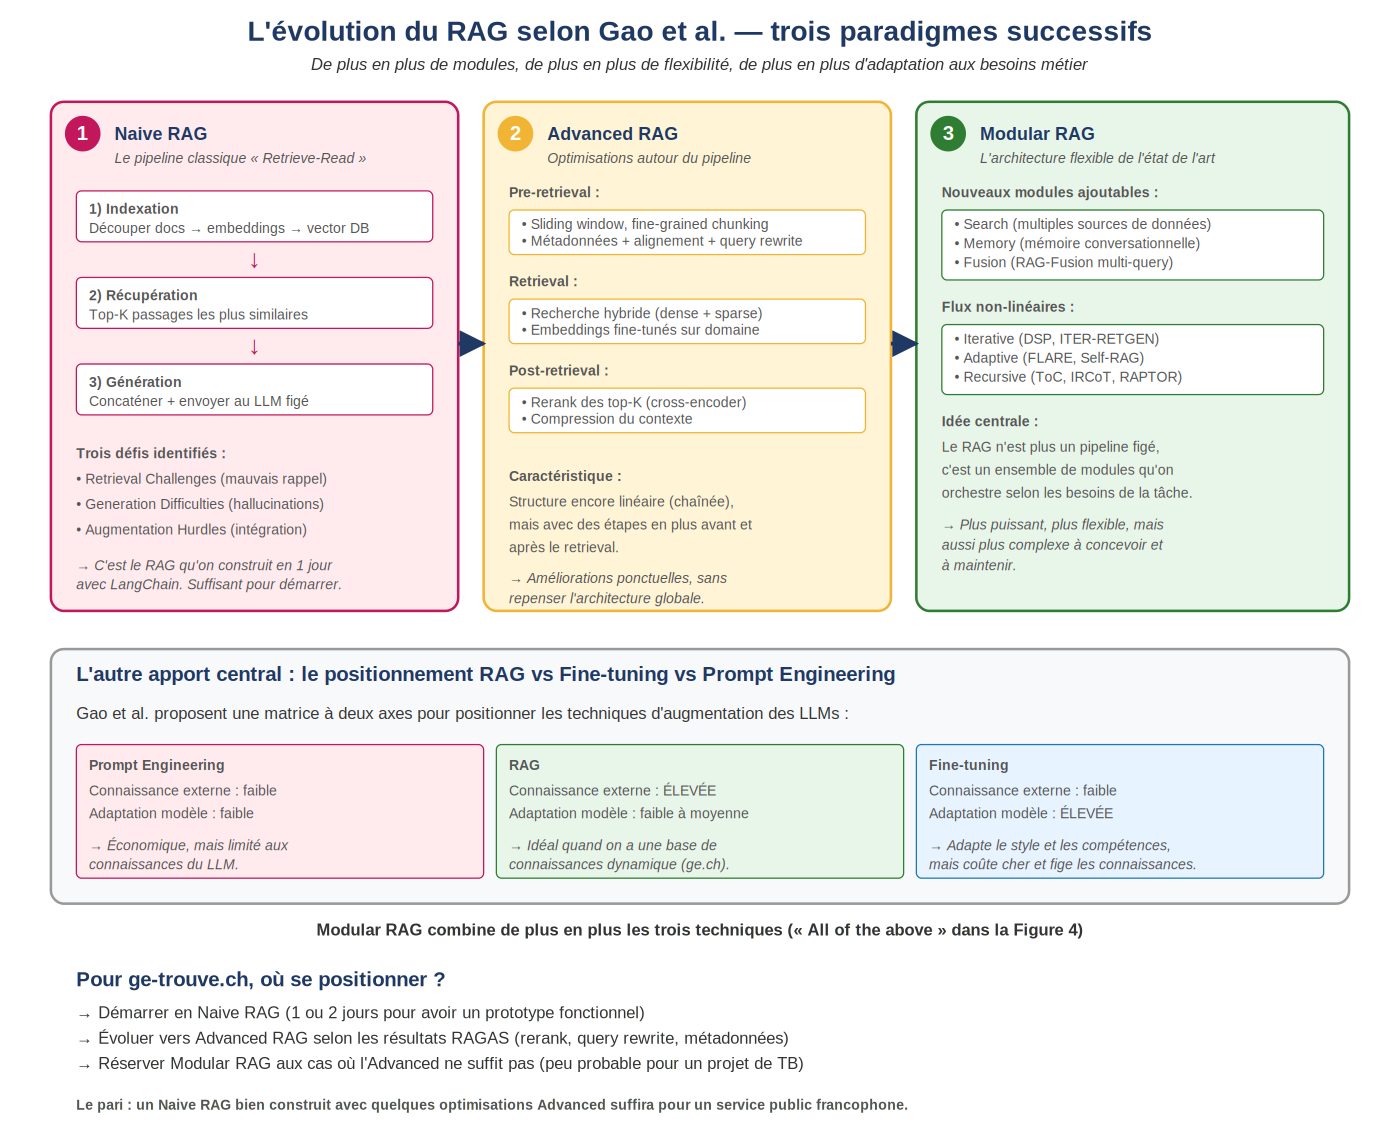 L'évolution du RAG selon Gao et al. — trois paradigmes successifs
De plus en plus de modules, de plus en plus de flexibilité, de plus en plus d'adaptation aux besoins métier
1
Naive RAG
Le pipeline classique « Retrieve-Read »
1) Indexation
Découper docs → embeddings → vector DB
↓
2) Récupération
Top-K passages les plus similaires
↓
3) Génération
Concaténer + envoyer au LLM figé
Trois défis identifiés :
• Retrieval Challenges (mauvais rappel)
• Generation Difficulties (hallucinations)
• Augmentation Hurdles (intégration)
→ C'est le RAG qu'on construit en 1 jour
avec LangChain. Suffisant pour démarrer.
2
Advanced RAG
Optimisations autour du pipeline
Pre-retrieval :
• Sliding window, fine-grained chunking
• Métadonnées + alignement + query rewrite
Retrieval :
• Recherche hybride (dense + sparse)
• Embeddings fine-tunés sur domaine
Post-retrieval :
• Rerank des top-K (cross-encoder)
• Compression du contexte
Caractéristique :
Structure encore linéaire (chaînée),
mais avec des étapes en plus avant et
après le retrieval.
→ Améliorations ponctuelles, sans
repenser l'architecture globale.
3
Modular RAG
L'architecture flexible de l'état de l'art
Nouveaux modules ajoutables :
• Search (multiples sources de données)
• Memory (mémoire conversationnelle)
• Fusion (RAG-Fusion multi-query)
Flux non-linéaires :
• Iterative (DSP, ITER-RETGEN)
• Adaptive (FLARE, Self-RAG)
• Recursive (ToC, IRCoT, RAPTOR)
Idée centrale :
Le RAG n'est plus un pipeline figé,
c'est un ensemble de modules qu'on
orchestre selon les besoins de la tâche.
→ Plus puissant, plus flexible, mais
aussi plus complexe à concevoir et
à maintenir.
L'autre apport central : le positionnement RAG vs Fine-tuning vs Prompt Engineering
Gao et al. proposent une matrice à deux axes pour positionner les techniques d'augmentation des LLMs :
Prompt Engineering
Connaissance externe : faible
Adaptation modèle : faible
→ Économique, mais limité aux
connaissances du LLM.
RAG
Connaissance externe : ÉLEVÉE
Adaptation modèle : faible à moyenne
→ Idéal quand on a une base de
connaissances dynamique (ge.ch).
Fine-tuning
Connaissance externe : faible
Adaptation modèle : ÉLEVÉE
→ Adapte le style et les compétences,
mais coûte cher et fige les connaissances.
Modular RAG combine de plus en plus les trois techniques (« All of the above » dans la Figure 4)
Pour ge-trouve.ch, où se positionner ?
→ Démarrer en Naive RAG (1 ou 2 jours pour avoir un prototype fonctionnel)
→ Évoluer vers Advanced RAG selon les résultats RAGAS (rerank, query rewrite, métadonnées)
→ Réserver Modular RAG aux cas où l'Advanced ne suffit pas (peu probable pour un projet de TB)
Le pari : un Naive RAG bien construit avec quelques optimisations Advanced suffira pour un service public francophone.